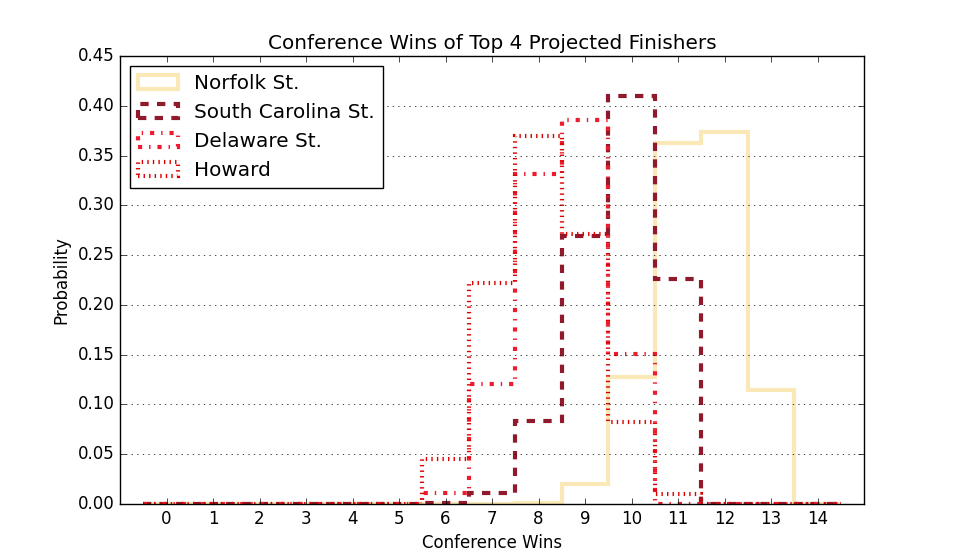 Conference Wins of Top 4 Projected Finishers
Norfolk St.
South Carolina St.
Delaware St.
Howard
0.45
0.40
0.35
0.30
0.25
0.20
0.15
0.10
0.05
0.00
Probability
0 1 2 3 4 5 6 7 8 9 10 11 12 13 14
Conference Wins